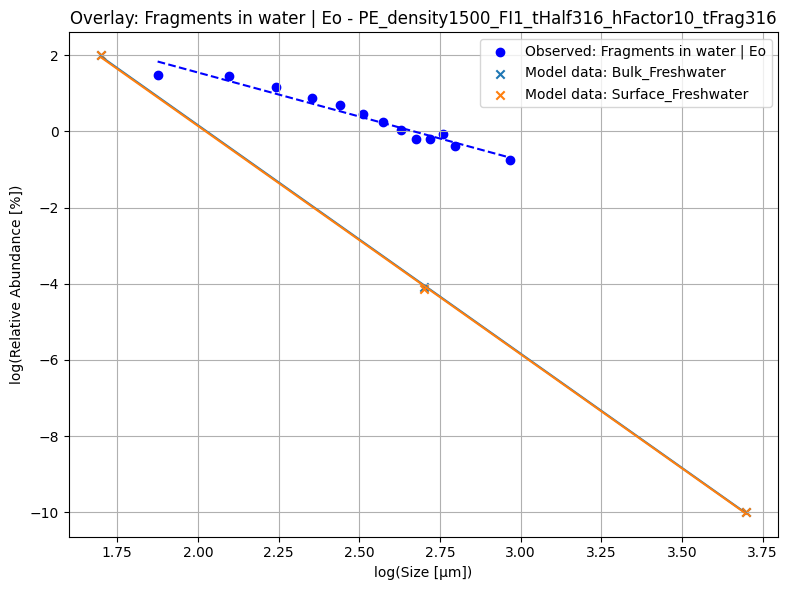 Overlay: Fragments in water | Eo - PE_density1500_FI1_tHalf316_hFactor10_tFrag316
Observed: Fragments in water | Eo
Model data: Bulk_Freshwater
Model data: Surface_Freshwater
log(Relative Abundance [%])
2
0
−2
−4
−6
−8
−10
1.75
2.00
2.25
2.50
2.75
3.00
3.25
3.50
3.75
log(Size [µm])